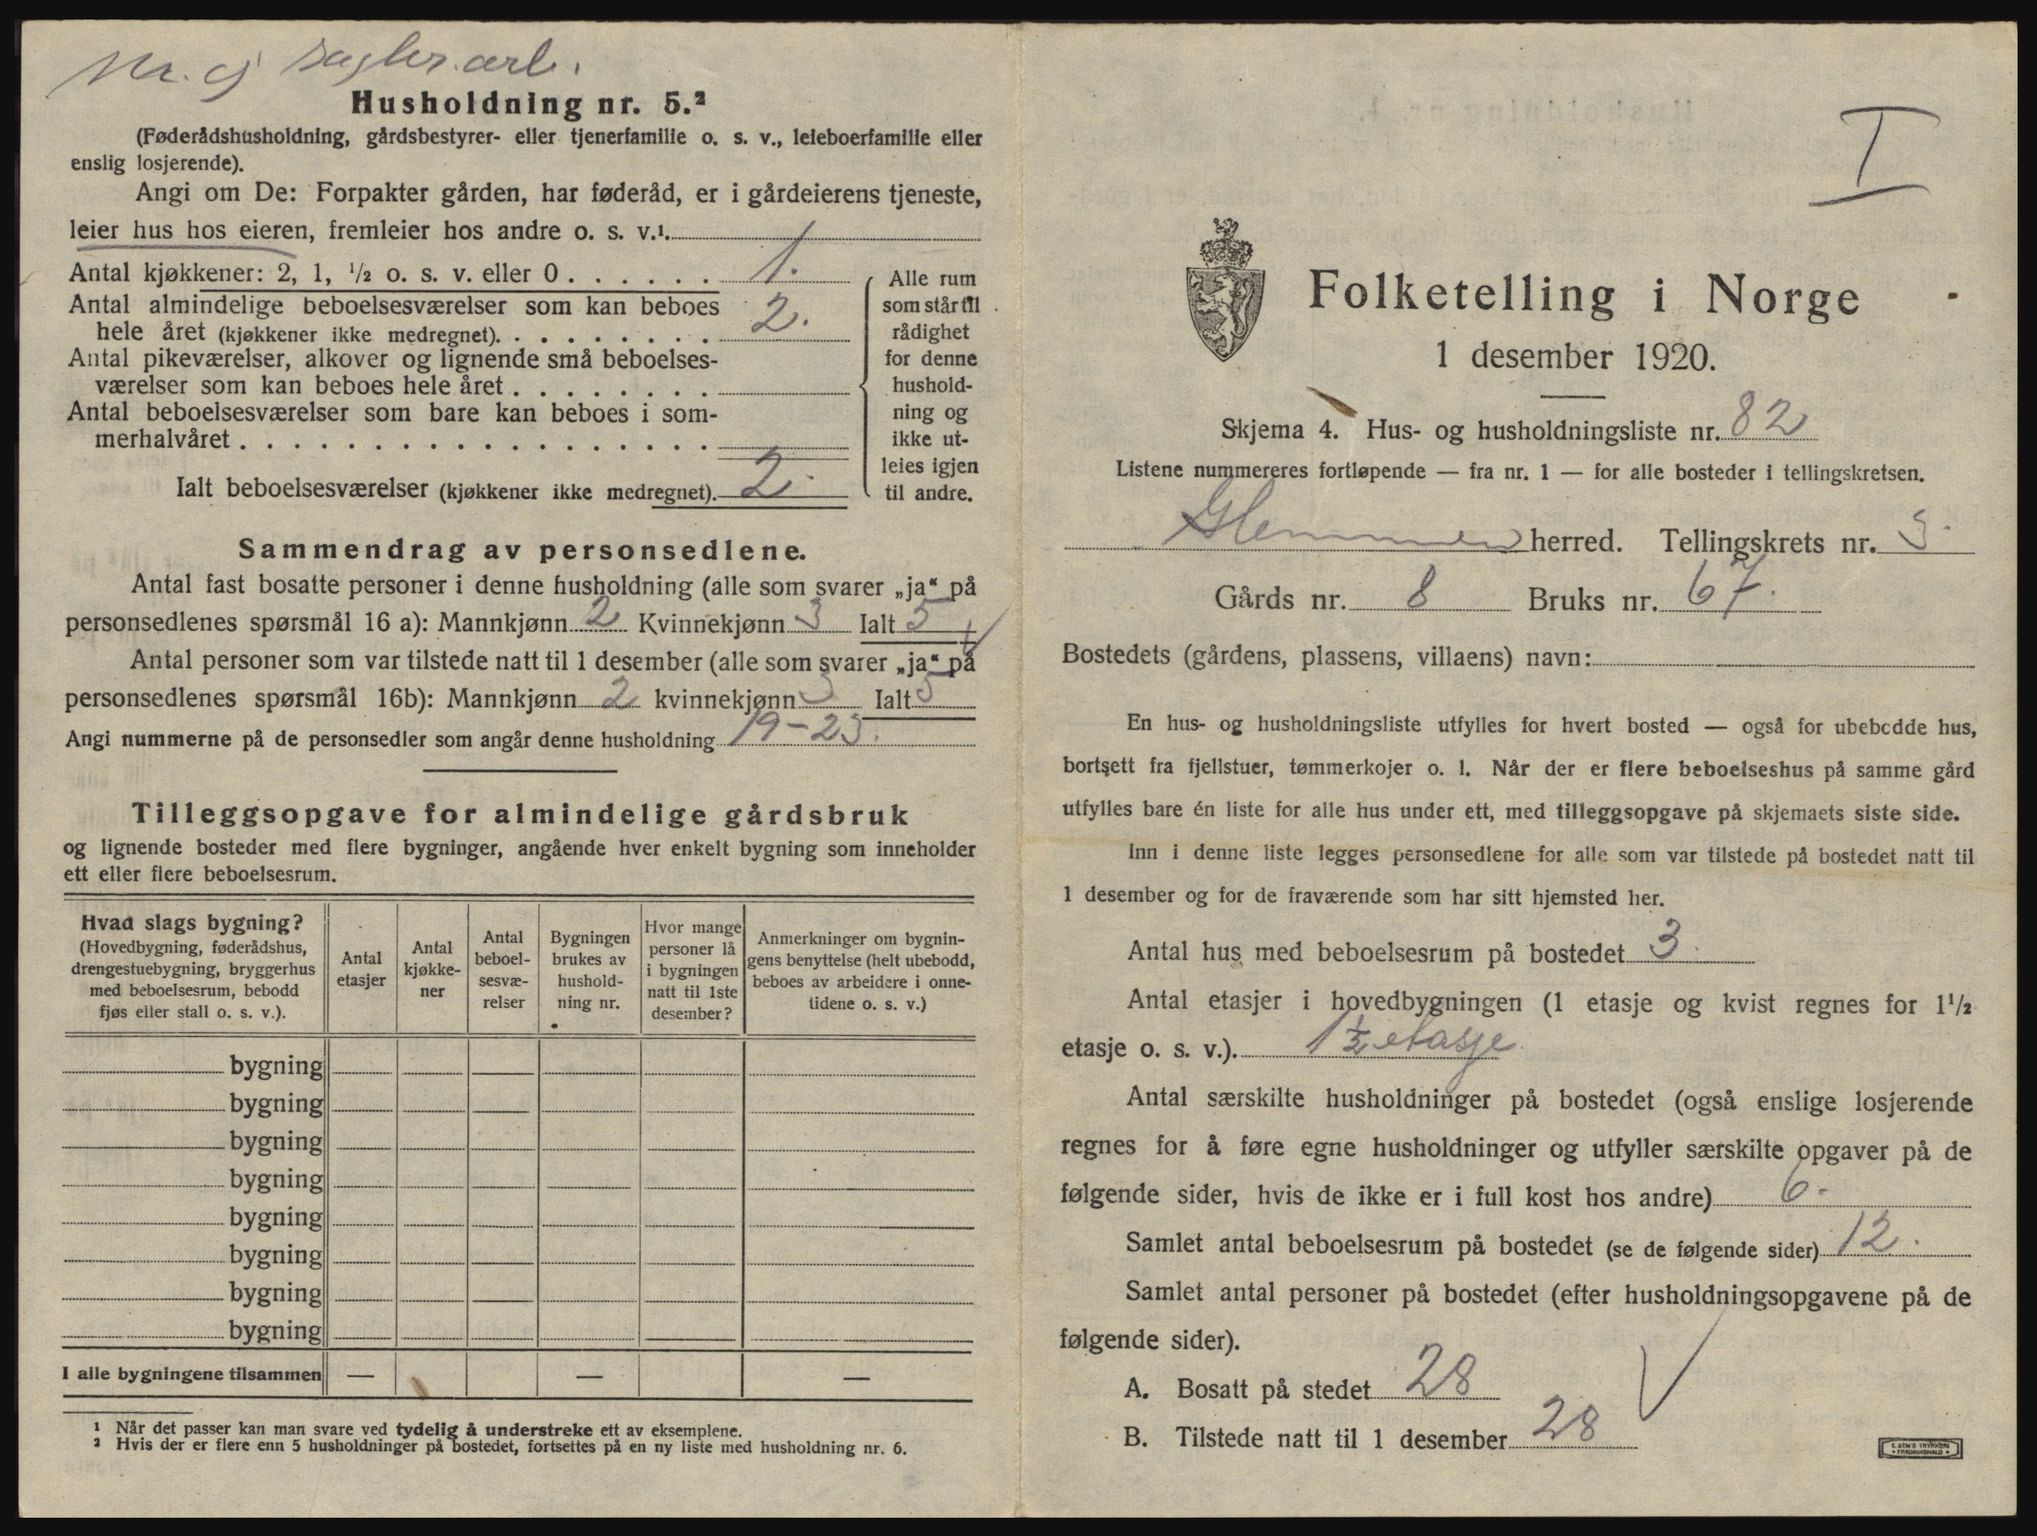 Husholdning nr. 5.²
(Føderådshusholdning, gårdsbestyrer- eller tjenerfamilie o. s. v., leieboerfamilie eller
enslig losjerende).
Angi om De: Forpakter gården, har føderåd, er i gårdeierens tjeneste,
leier hus hos eieren, fremleier hos andre o. s. v.¹.
Antal kjøkkener: 2, 1, ½ o. s. v. eller 0 . . . . . . 1.
Antal almindelige beboelsesværelser som kan beboes
hele året (kjøkkener ikke medregnet). . . . . . . . . 2.
Antal pikeværelser, alkover og lignende små beboelses-
værelser som kan beboes hele året . . . . . . . .
Antal beboelsesværelser som bare kan beboes i som-
merhalvåret . . . . . . . . . . . . . . . . . .
Ialt beboelsesværelser (kjøkkener ikke medregnet). 2.
Alle rum
som står til
rådighet
for denne
hushold-
ning og
ikke ut-
leies igjen
til andre.
Sammendrag av personsedlene.
Antal fast bosatte personer i denne husholdning (alle som svarer „ja“ på
personsedlenes spørsmål 16 a): Mannkjønn 2 Kvinnekjønn 3 Ialt 5
Antal personer som var tilstede natt til 1 desember (alle som svarer „ja“ på
personsedlenes spørsmål 16b): Mannkjønn 2 kvinnekjønn 3 Ialt 5
Angi nummerne på de personsedler som angår denne husholdning 19-23.
Tilleggsopgave for almindelige gårdsbruk
og lignende bosteder med flere bygninger, angående hver enkelt bygning som inneholder
ett eller flere beboelsesrum.
Hvad slags bygning?
(Hovedbygning, føderådshus,
drengestuebygning, bryggerhus
med beboelsesrum, bebodd
fjøs eller stall o. s. v.).
Antal
etasjer
Antal
kjøkke-
ner
Antal
beboel-
sesvæ-
relser
Bygningen
brukes av
hushold-
ning nr.
Hvor mange
personer lå
i bygningen
natt til 1ste
desember?
Anmerkninger om bygnin-
gens benyttelse (helt ubebodd,
beboes av arbeidere i onne-
tidene o. s. v.)
bygning
bygning
bygning
bygning
bygning
bygning
bygning
bygning
I alle bygningene tilsammen — — —
¹ Når det passer kan man svare ved tydelig å understreke ett av eksemplene.
² Hvis der er flere enn 5 husholdninger på bostedet, fortsettes på en ny liste med husholdning nr. 6.
I
Folketelling i Norge
1 desember 1920.
Skjema 4. Hus- og husholdningsliste nr. 82
Listene nummereres fortløpende — fra nr. 1 — for alle bosteder i tellingskretsen.
Glemmen herred. Tellingskrets nr. 3.
Gårds nr. 8 Bruks nr. 67.
Bostedets (gårdens, plassens, villaens) navn:
En hus- og husholdningsliste utfylles for hvert bosted — også for ubebodde hus,
bortsett fra fjellstuer, tømmerkojer o. l. Når der er flere beboelseshus på samme gård
utfylles bare én liste for alle hus under ett, med tilleggsopgave på skjemaets siste side.
Inn i denne liste legges personsedlene for alle som var tilstede på bostedet natt til
1 desember og for de fraværende som har sitt hjemsted her.
Antal hus med beboelsesrum på bostedet 3.
Antal etasjer i hovedbygningen (1 etasje og kvist regnes for 1½
etasje o. s. v.). 1½ etasje
Antal særskilte husholdninger på bostedet (også enslige losjerende
regnes for å føre egne husholdninger og utfyller særskilte opgaver på de
følgende sider, hvis de ikke er i full kost hos andre) 6.
Samlet antal beboelsesrum på bostedet (se de følgende sider) 12.
Samlet antal personer på bostedet (efter husholdningsopgavene på de
følgende sider).
A. Bosatt på stedet 28
B. Tilstede natt til 1 desember 28